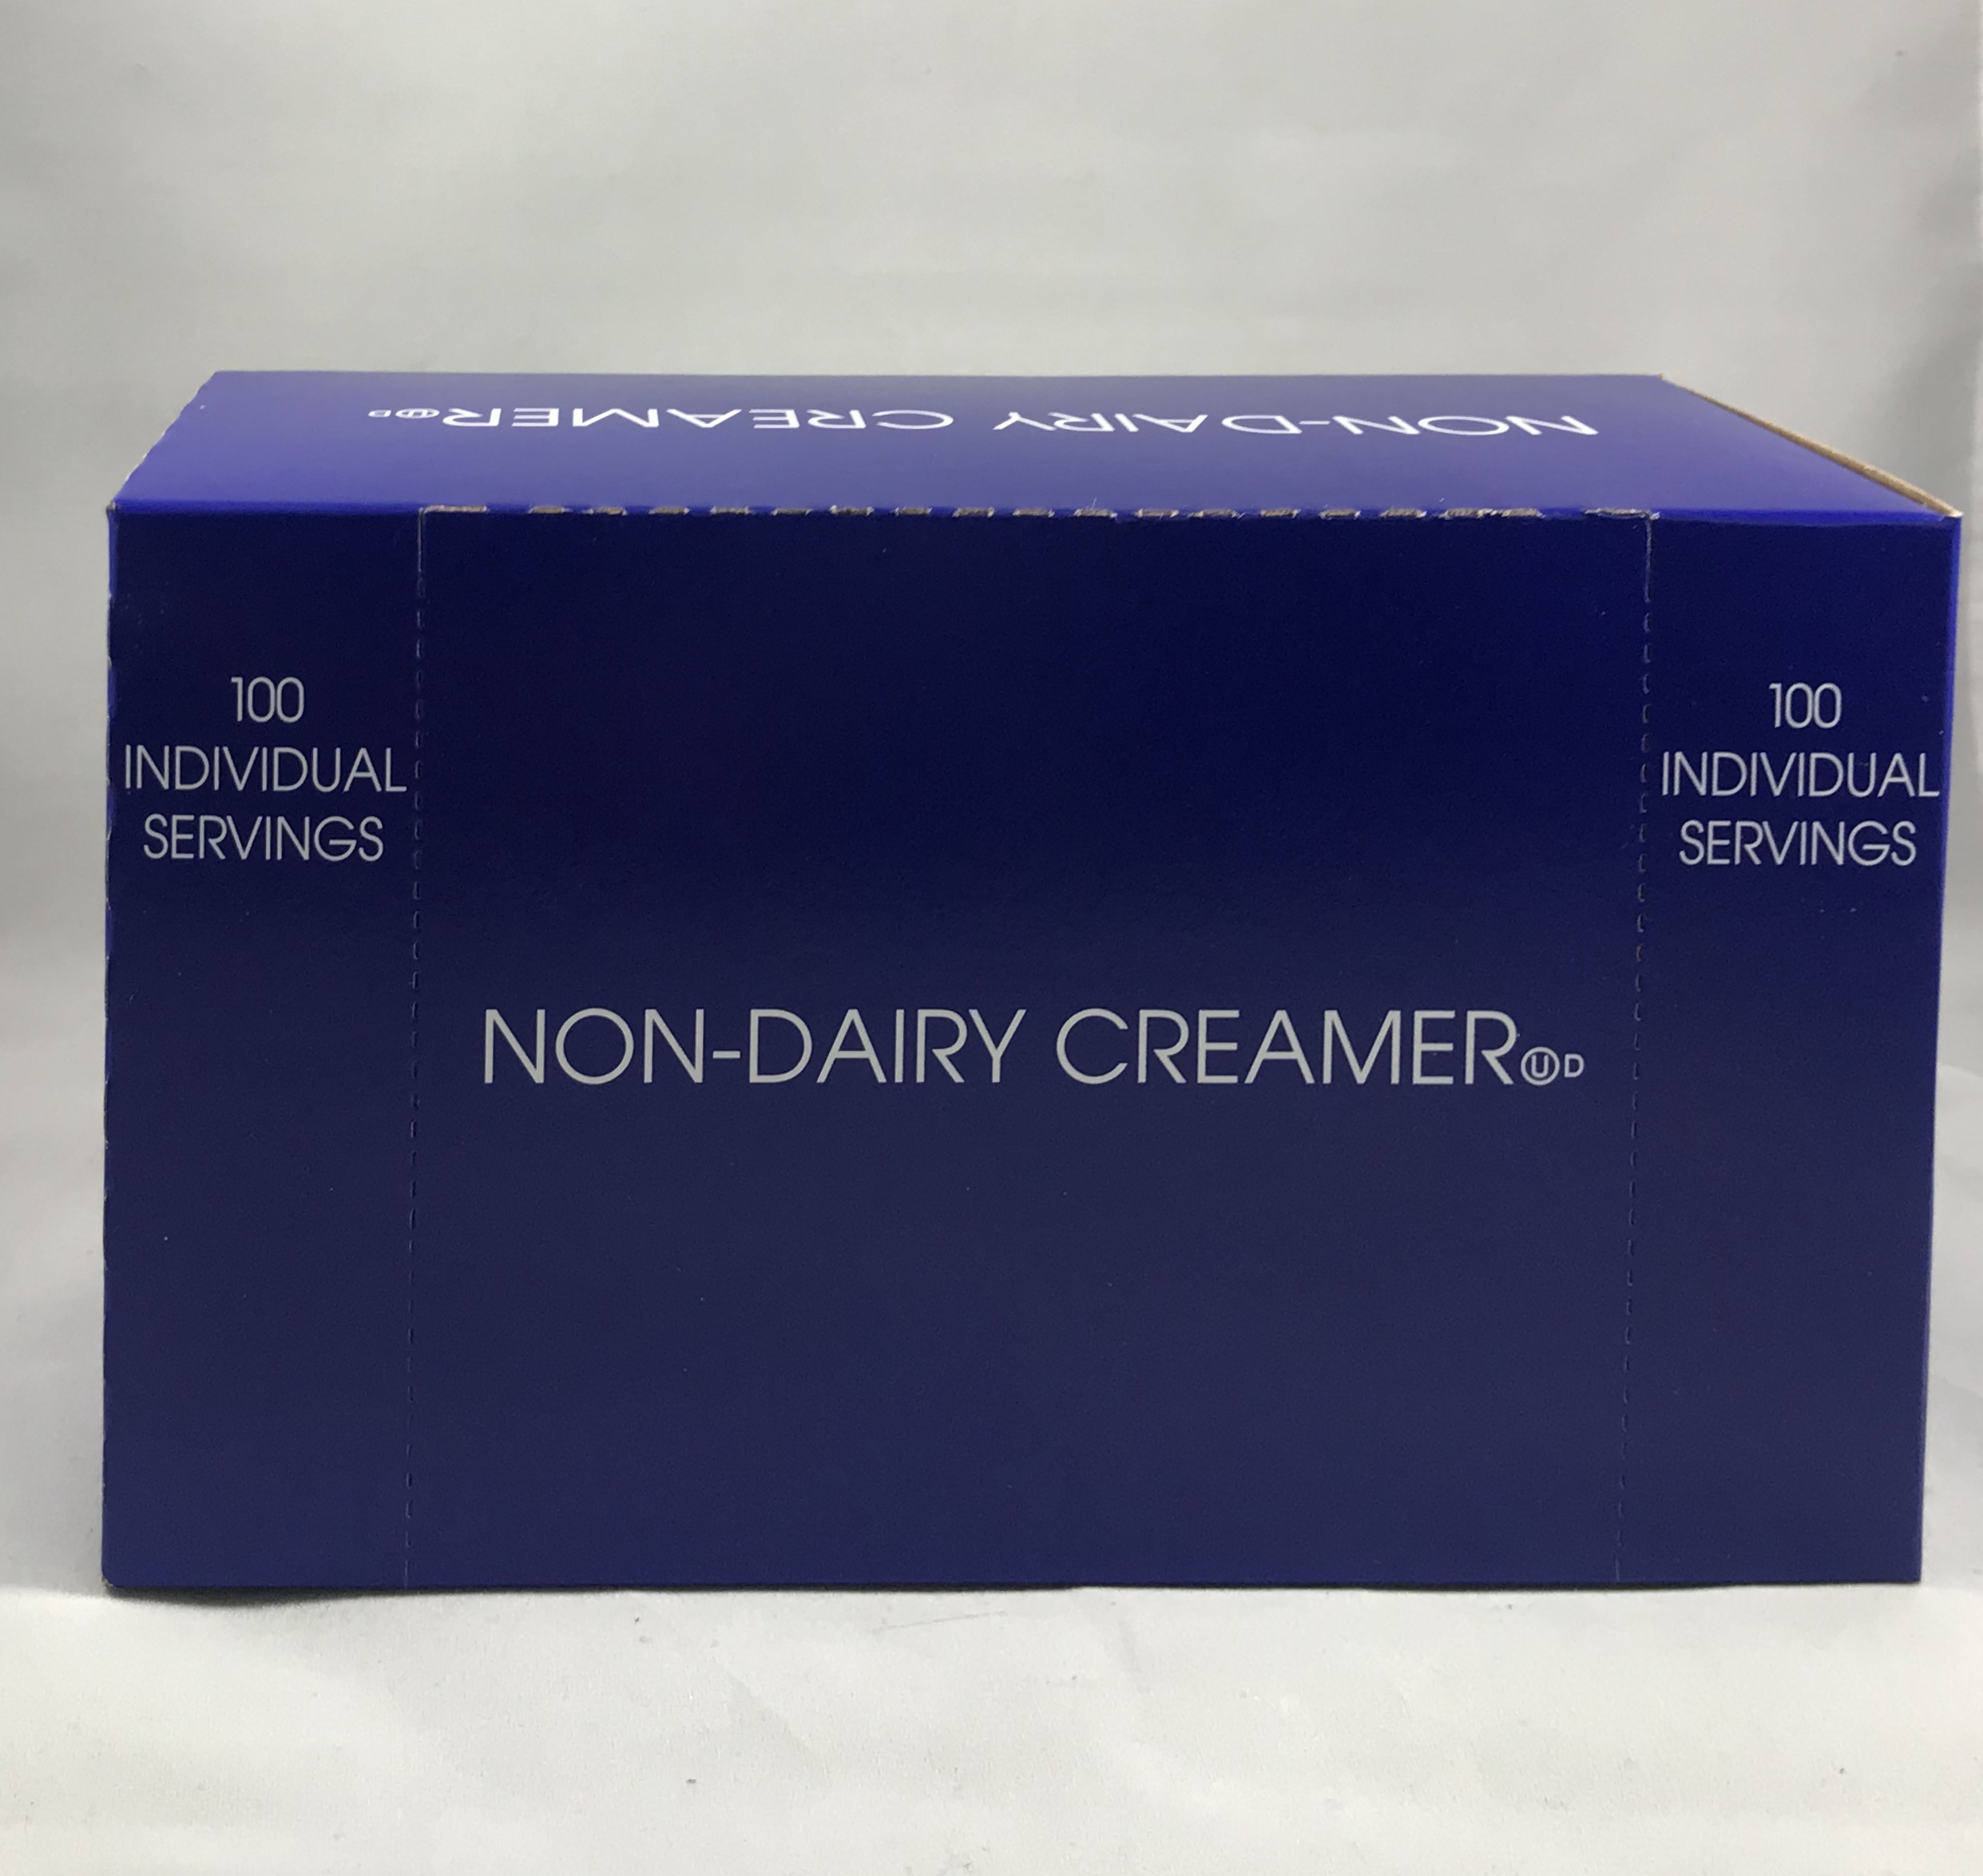 NON-DAIRY CREAMER Ⓤ D
100
INDIVIDUAL
SERVINGS
NON-DAIRY CREAMER Ⓤ D
100
INDIVIDUAL
SERVINGS